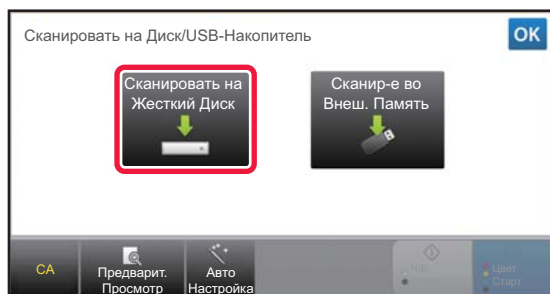 Сканировать на Диск/USB-Накопитель
OK
Сканировать на
Жесткий Диск
Сканир-е во
Внеш. Память
CA
Предварит.
Просмотр
Авто
Настройка
Ч/Б
Старт
Цвет
Старт